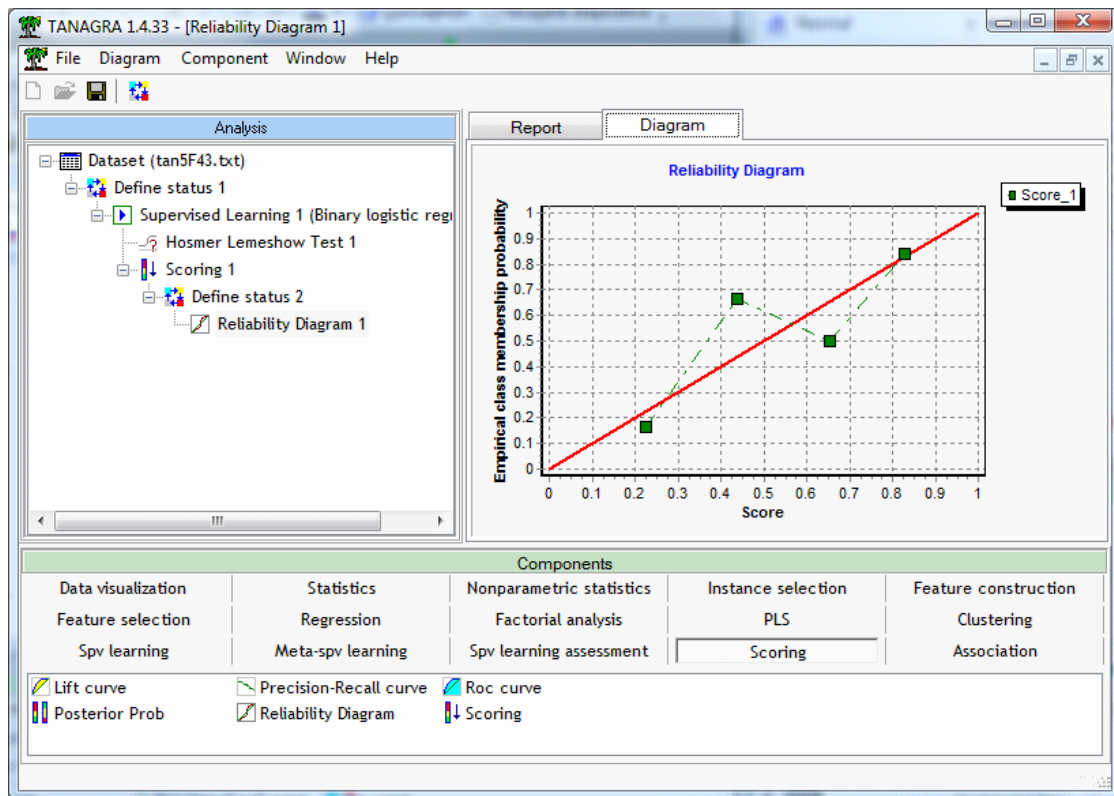 TANAGRA 1.4.33 - [Reliability Diagram 1]
File Diagram Component Window Help
Analysis
Dataset (tan5F43.txt)
Define status 1
Supervised Learning 1 (Binary logistic regr
Hosmer Lemeshow Test 1
Scoring 1
Define status 2
Reliability Diagram 1
Report Diagram
Reliability Diagram
Score_1
Empirical class membership probability
1
0.9
0.8
0.7
0.6
0.5
0.4
0.3
0.2
0.1
0
0 0.1 0.2 0.3 0.4 0.5 0.6 0.7 0.8 0.9 1
Score
Components
Data visualization Statistics Nonparametric statistics Instance selection Feature construction
Feature selection Regression Factorial analysis PLS Clustering
Spv learning Meta-spv learning Spv learning assessment Scoring Association
Lift curve Precision-Recall curve Roc curve
Posterior Prob Reliability Diagram Scoring